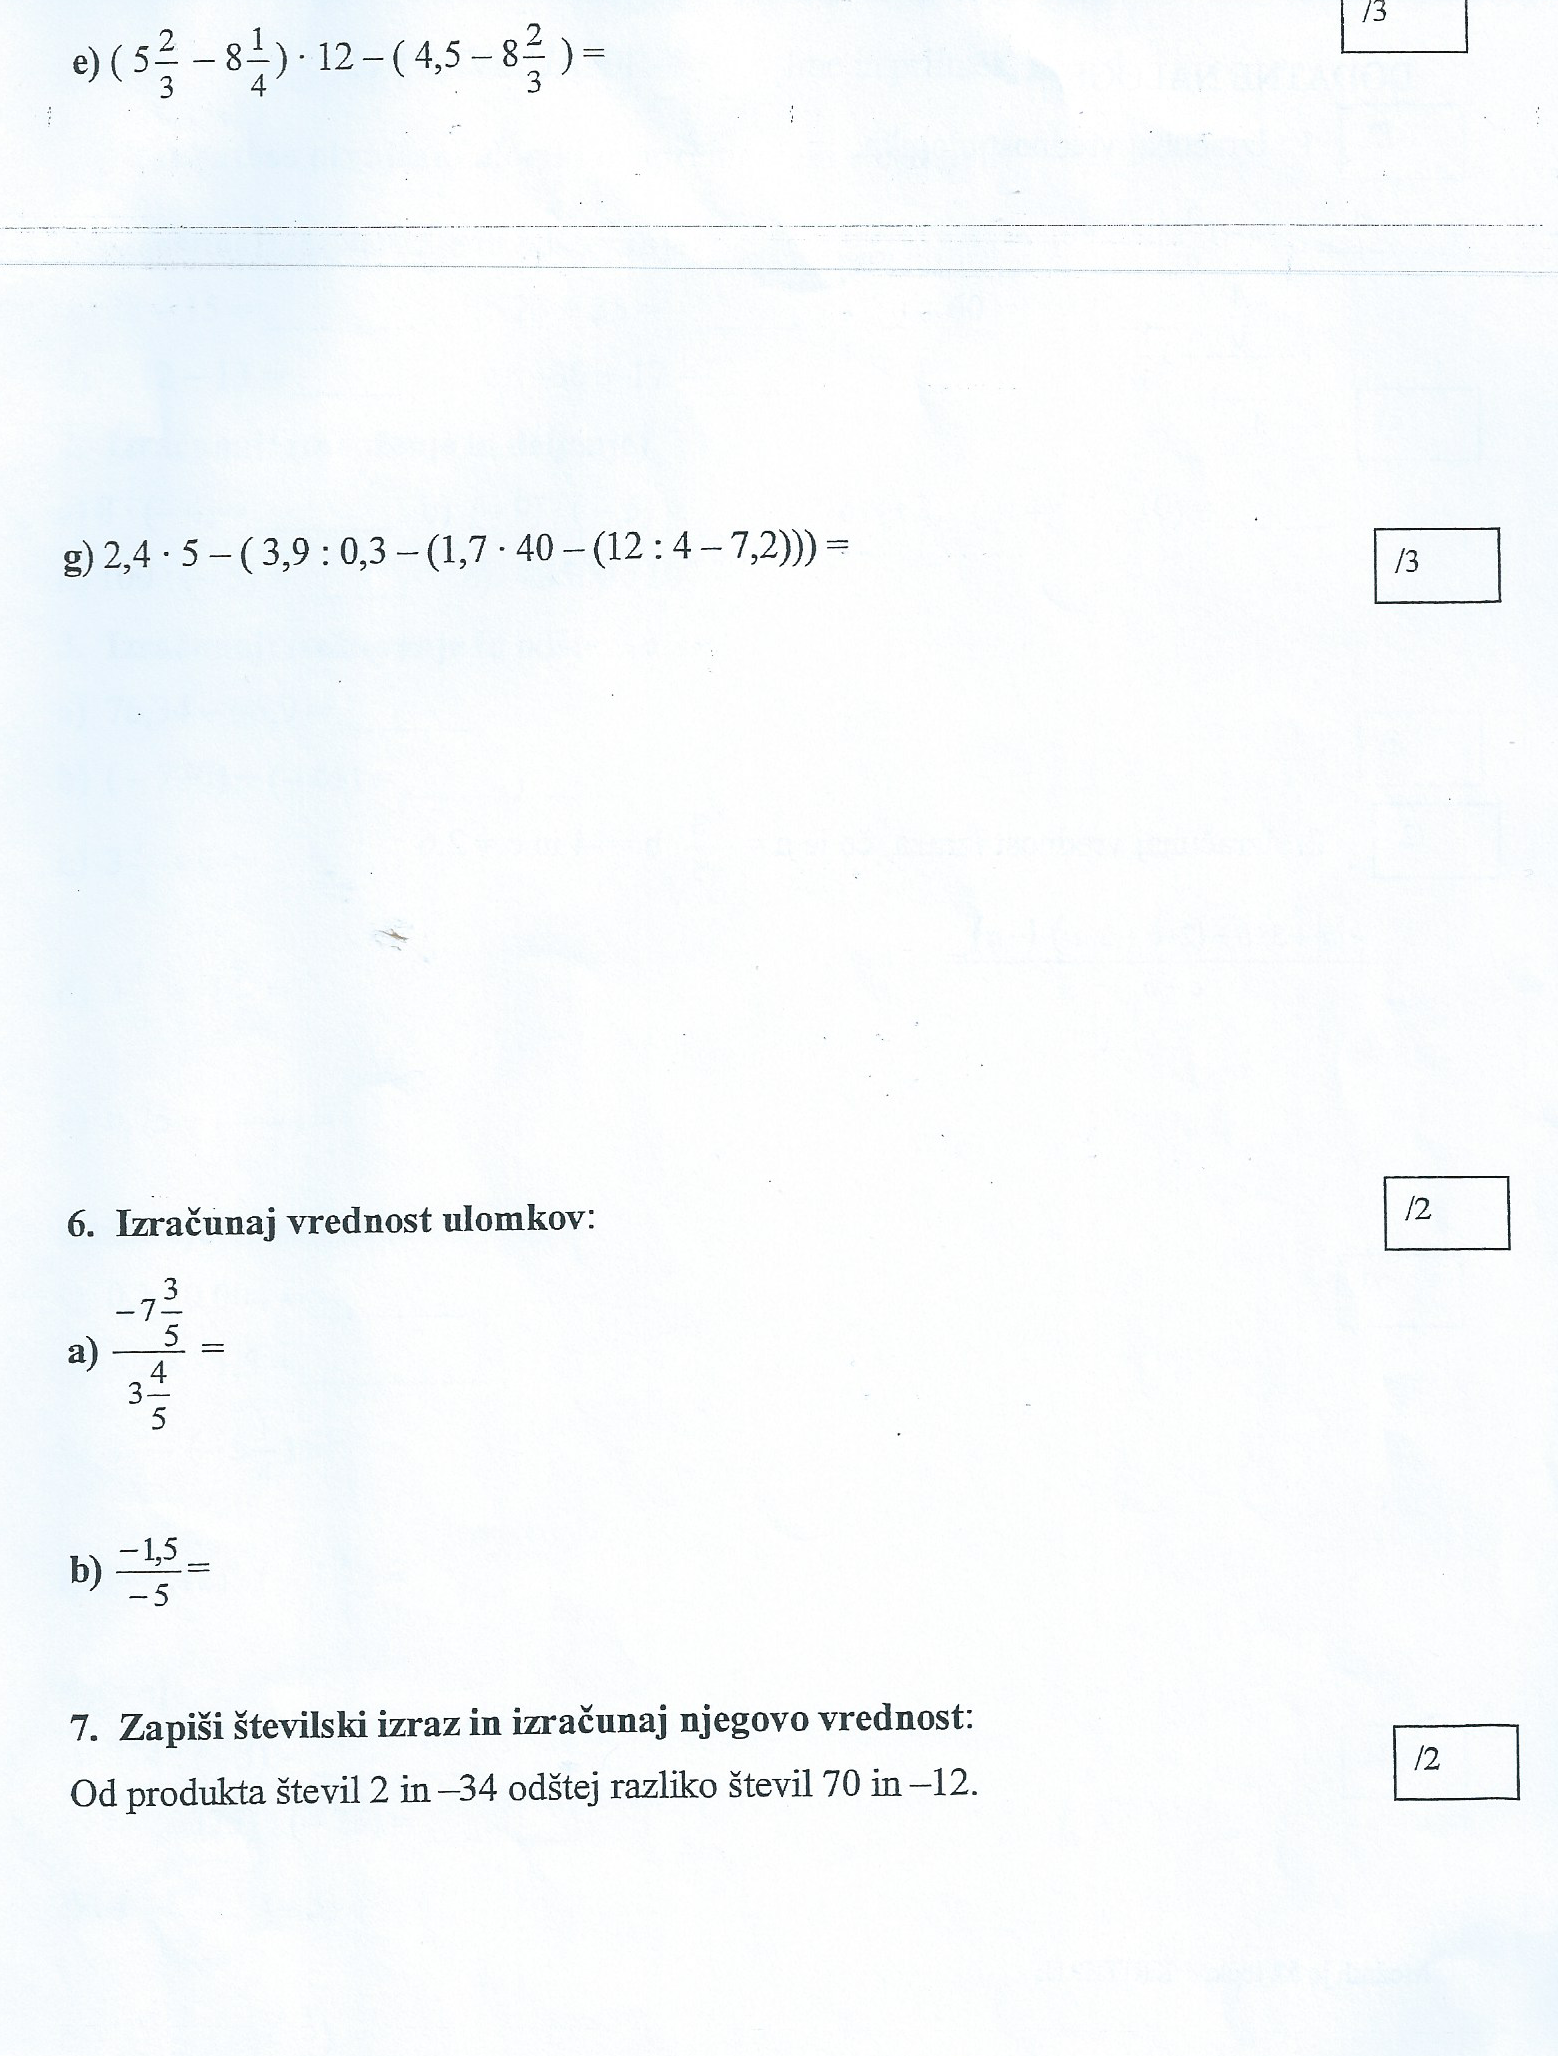 /3
e) ( 5 2/3 – 8 1/4 ) · 12 – ( 4,5 – 8 2/3 ) =
g) 2,4 · 5 – ( 3,9 : 0,3 – (1,7 · 40 – (12 : 4 – 7,2))) =
/3
6. Izračunaj vrednost ulomkov:
/2
a) (–7 3/5)/(3 4/5) =
b) –1,5/–5 =
7. Zapiši številski izraz in izračunaj njegovo vrednost:
/2
Od produkta števil 2 in –34 odštej razliko števil 70 in –12.